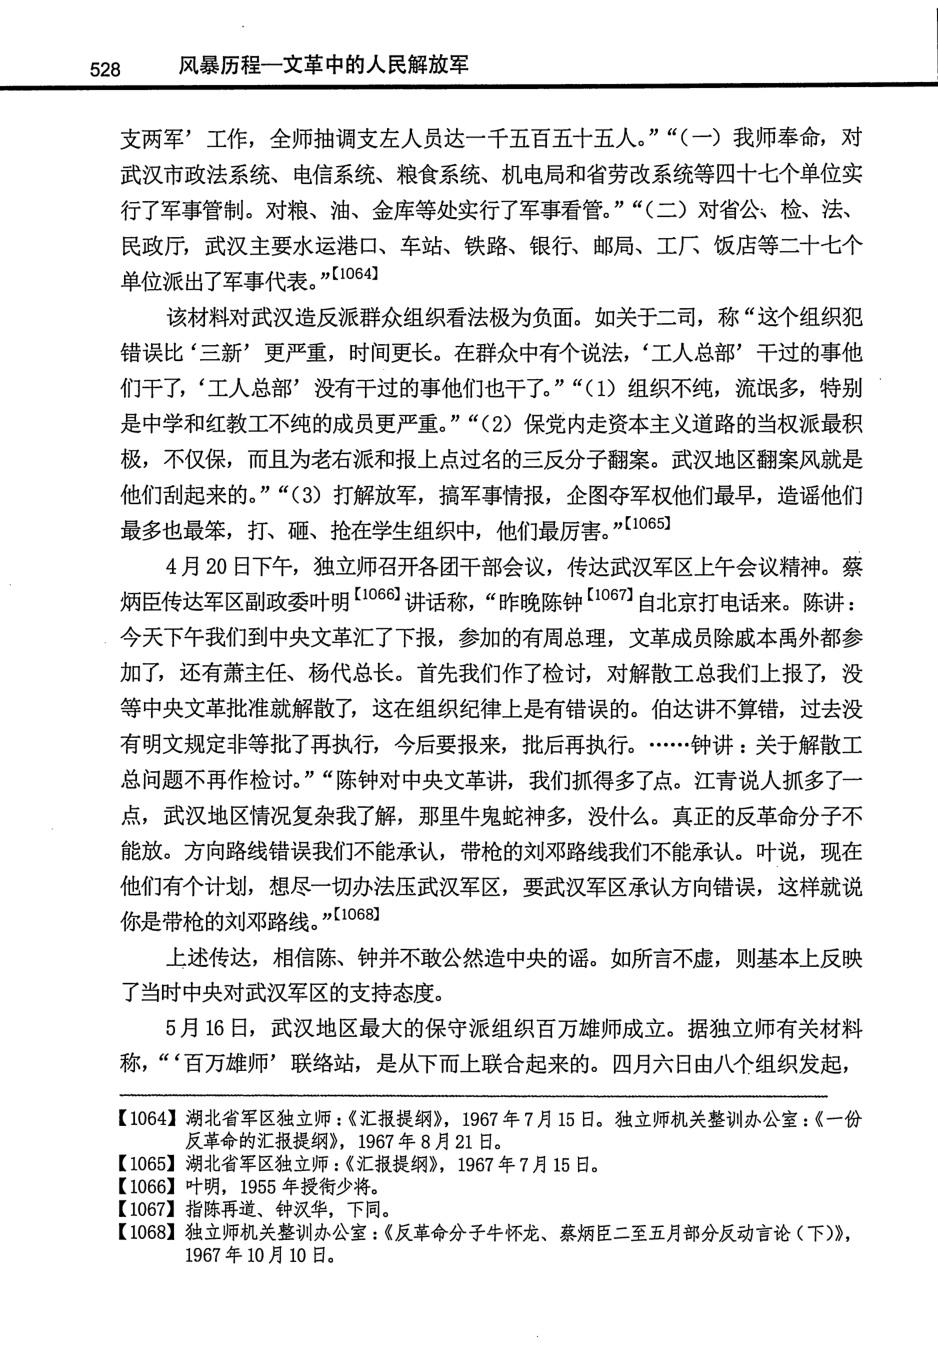 528 风暴历程—文革中的人民解放军
支两军’工作，全师抽调支左人员达一千五百五十五人。”“（一）我师奉命，对
武汉市政法系统、电信系统、粮食系统、机电局和省劳改系统等四十七个单位实
行了军事管制。对粮、油、金库等处实行了军事看管。”“（二）对省公、检、法、
民政厅，武汉主要水运港口、车站、铁路、银行、邮局、工厂、饭店等二十七个
单位派出了军事代表。”【1064】
该材料对武汉造反派群众组织看法极为负面。如关于二司，称“这个组织犯
错误比‘三新’更严重，时间更长。在群众中有个说法，‘工人总部’干过的事他
们干了，‘工人总部’没有干过的事他们也干了。”“（1）组织不纯，流氓多，特别
是中学和红教工不纯的成员更严重。”“（2）保党内走资本主义道路的当权派最积
极，不仅保，而且为老右派和报上点过名的三反分子翻案。武汉地区翻案风就是
他们刮起来的。”“（3）打解放军，搞军事情报，企图夺军权他们最早，造谣他们
最多也最笨，打、砸、抢在学生组织中，他们最厉害。”【1065】
4月20日下午，独立师召开各团干部会议，传达武汉军区上午会议精神。蔡
炳臣传达军区副政委叶明【1066】讲话称，“昨晚陈钟【1067】自北京打电话来。陈讲：
今天下午我们到中央文革汇了下报，参加的有周总理，文革成员除戚本禹外都参
加了，还有萧主任、杨代总长。首先我们作了检讨，对解散工总我们上报了，没
等中央文革批准就解散了，这在组织纪律上是有错误的。伯达讲不算错，过去没
有明文规定非等批了再执行，今后要报来，批后再执行。……钟讲：关于解散工
总问题不再作检讨。”“陈钟对中央文革讲，我们抓得多了点。江青说人抓多了一
点，武汉地区情况复杂我了解，那里牛鬼蛇神多，没什么。真正的反革命分子不
能放。方向路线错误我们不能承认，带枪的刘邓路线我们不能承认。叶说，现在
他们有个计划，想尽一切办法压武汉军区，要武汉军区承认方向错误，这样就说
你是带枪的刘邓路线。”【1068】
上述传达，相信陈、钟并不敢公然造中央的谣。如所言不虚，则基本上反映
了当时中央对武汉军区的支持态度。
5月16日，武汉地区最大的保守派组织百万雄师成立。据独立师有关材料
称，“‘百万雄师’联络站，是从下而上联合起来的。四月六日由八个组织发起，
【1064】湖北省军区独立师：《汇报提纲》，1967年7月15日。独立师机关整训办公室：《一份
反革命的汇报提纲》，1967年8月21日。
【1065】湖北省军区独立师：《汇报提纲》，1967年7月15日。
【1066】叶明，1955年授衔少将。
【1067】指陈再道、钟汉华，下同。
【1068】独立师机关整训办公室：《反革命分子牛怀龙、蔡炳臣二至五月部分反动言论（下）》，
1967年10月10日。